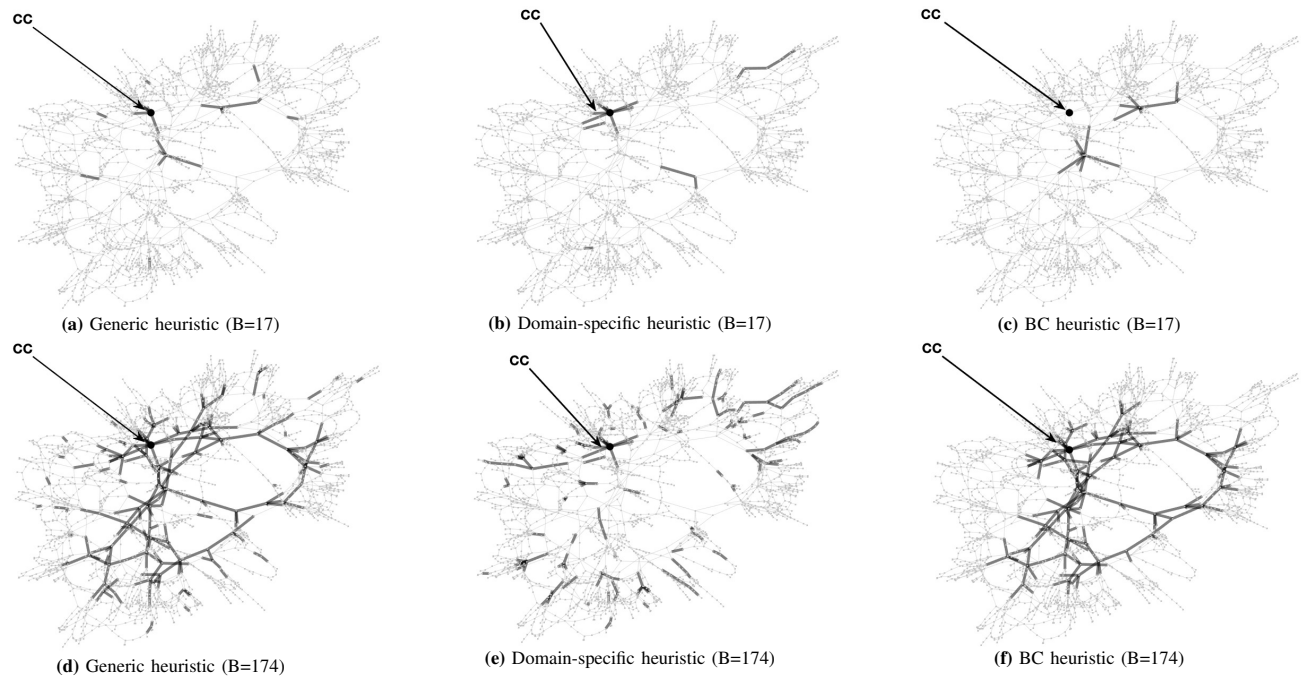 CC
CC
CC
(a) Generic heuristic (B=17)
(b) Domain-specific heuristic (B=17)
(c) BC heuristic (B=17)
CC
CC
CC
(d) Generic heuristic (B=174)
(e) Domain-specific heuristic (B=174)
(f) BC heuristic (B=174)